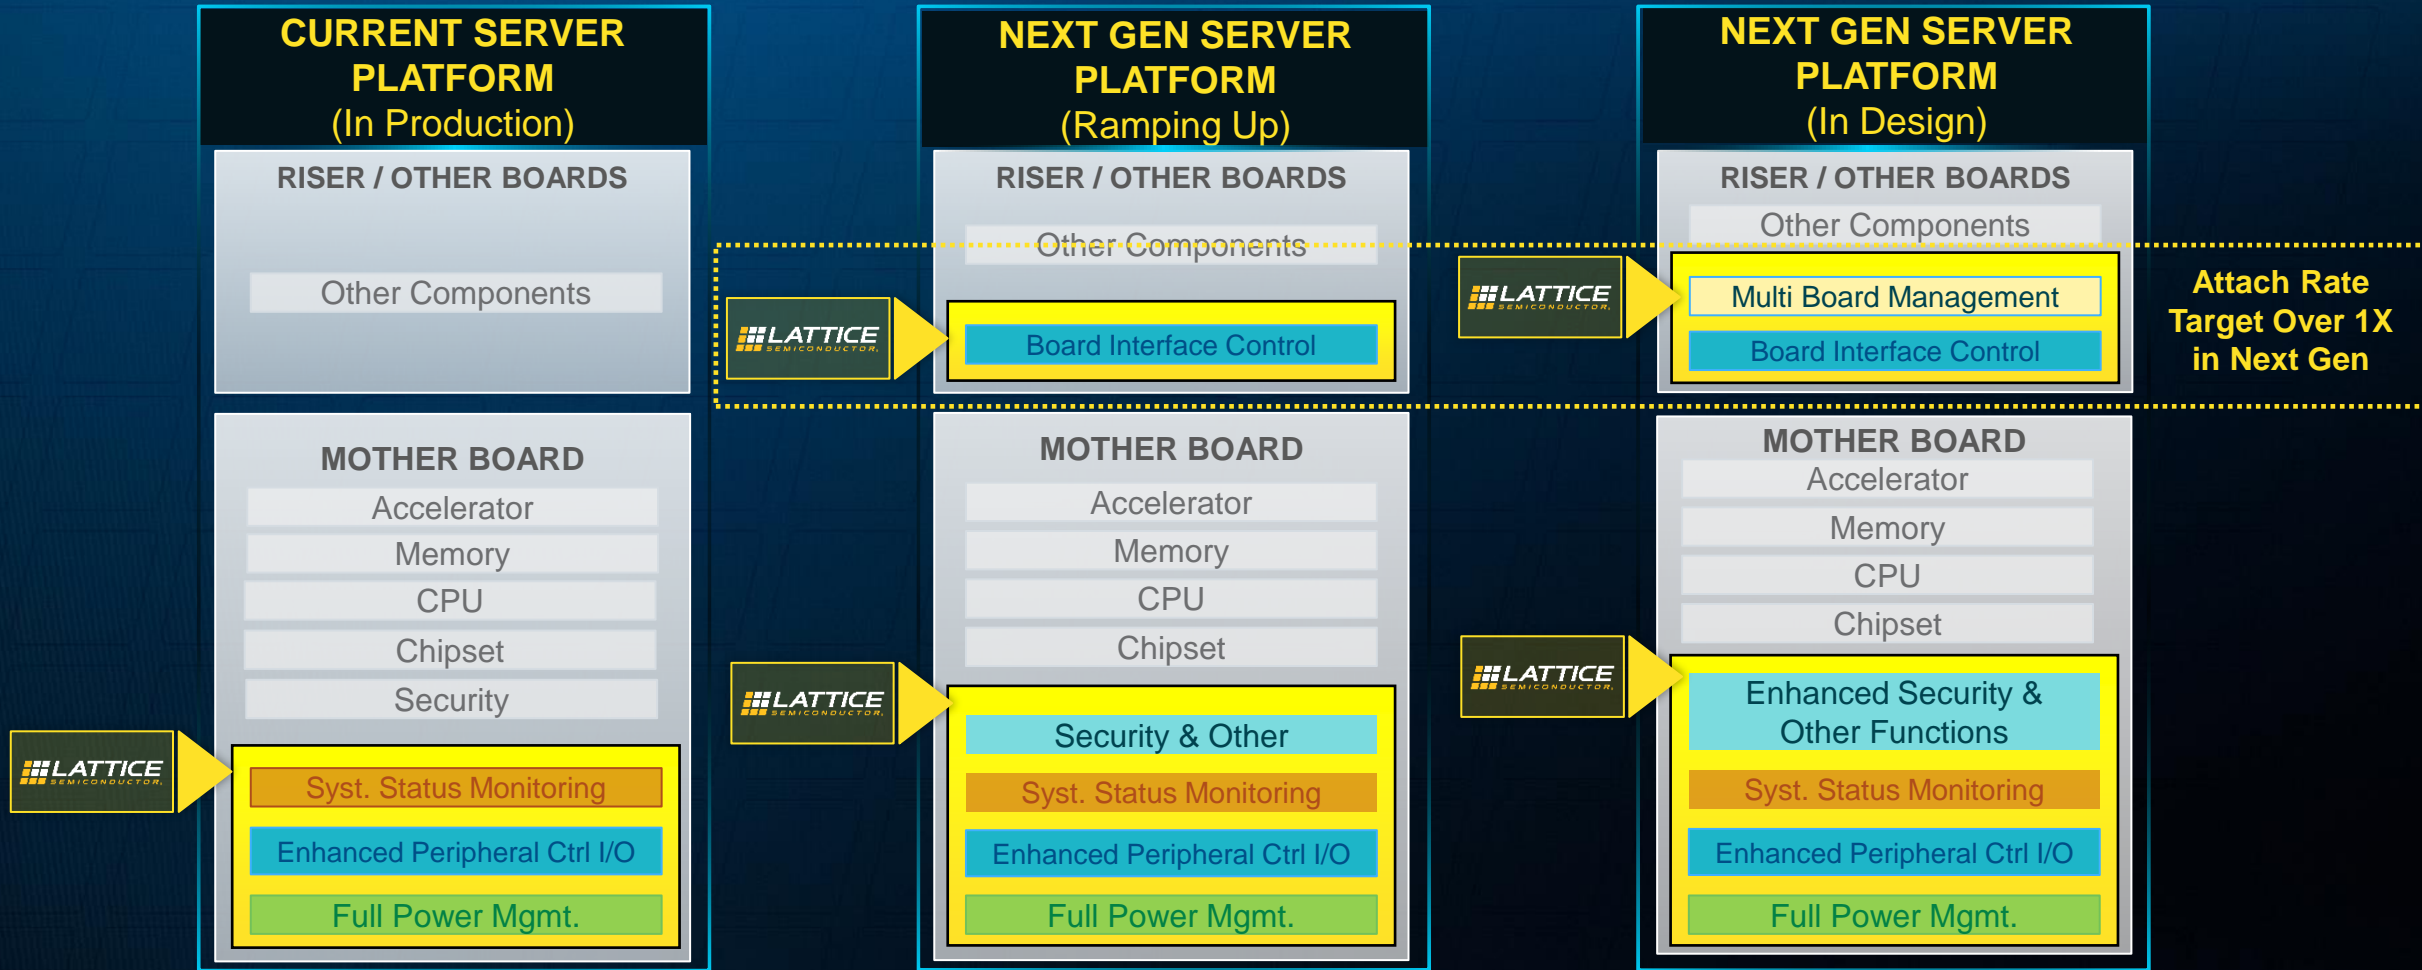 CURRENT SERVER
PLATFORM
(In Production)
RISER / OTHER BOARDS
Other Components
MOTHER BOARD
Accelerator
Memory
CPU
Chipset
Security
LATTICE
SEMICONDUCTOR.
Syst. Status Monitoring
Enhanced Peripheral Ctrl I/O
Full Power Mgmt.
NEXT GEN SERVER
PLATFORM
(Ramping Up)
RISER / OTHER BOARDS
Other Components
LATTICE
SEMICONDUCTOR.
Board Interface Control
MOTHER BOARD
Accelerator
Memory
CPU
Chipset
LATTICE
SEMICONDUCTOR.
Security & Other
Syst. Status Monitoring
Enhanced Peripheral Ctrl I/O
Full Power Mgmt.
NEXT GEN SERVER
PLATFORM
(In Design)
RISER / OTHER BOARDS
Other Components
LATTICE
SEMICONDUCTOR.
Multi Board Management
Board Interface Control
MOTHER BOARD
Accelerator
Memory
CPU
Chipset
LATTICE
SEMICONDUCTOR.
Enhanced Security &
Other Functions
Syst. Status Monitoring
Enhanced Peripheral Ctrl I/O
Full Power Mgmt.
Attach Rate
Target Over 1X
in Next Gen